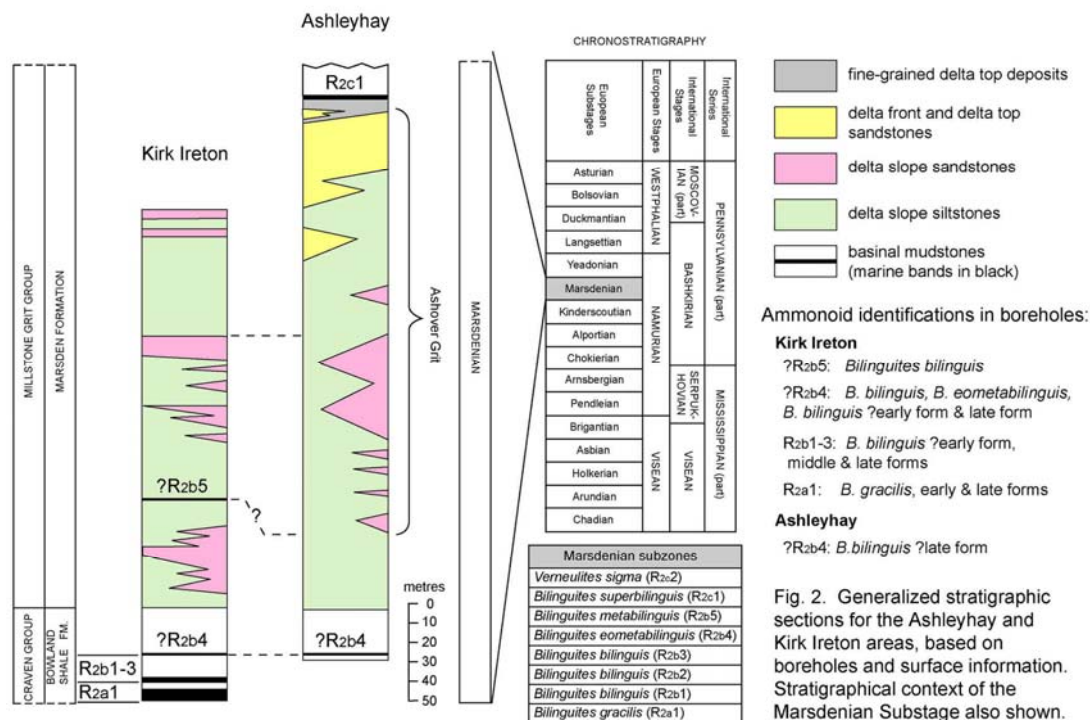 Ashleyhay
Kirk Ireton
R2c1
MILLSTONE GRIT GROUP
MARSDEN FORMATION
CRAVEN GROUP
BOWLAND
SHALE FM.
?R2b5
?
?R2b4
R2b1-3
R2a1
?R2b4
Ashover Grit
metres
0
10
20
30
40
50
MARSDENIAN
CHRONOSTRATIGRAPHY
Euopean
Substages
European Stages
International
Stages
International
Series
Asturian
Bolsovian
Duckmantian
Langsettian
Yeadonian
Marsdenian
Kinderscoutian
Alportian
Chokierian
Arnsbergian
Pendleian
Brigantian
Asbian
Holkerian
Arundian
Chadian
WESTPHALIAN
NAMURIAN
VISEAN
MOSCOV-
IAN (part)
BASHKIRIAN
SERPUK-
HOVIAN
VISEAN
PENNSYLVANIAN (part)
MISSISSIPPIAN (part)
Marsdenian subzones
Verneulites sigma (R2c2)
Bilinguites superbilinguis (R2c1)
Bilinguites metabilinguis (R2b5)
Bilinguites eometabilinguis (R2b4)
Bilinguites bilinguis (R2b3)
Bilinguites bilinguis (R2b2)
Bilinguites bilinguis (R2b1)
Bilinguites gracilis (R2a1)
fine-grained delta top deposits
delta front and delta top
sandstones
delta slope sandstones
delta slope siltstones
basinal mudstones
(marine bands in black)
Ammonoid identifications in boreholes:
Kirk Ireton
?R2b5: Bilinguites bilinguis
?R2b4: B. bilinguis, B. eometabilinguis,
B. bilinguis ?early form & late form
R2b1-3: B. bilinguis ?early form,
middle & late forms
R2a1: B. gracilis, early & late forms
Ashleyhay
?R2b4: B.bilinguis ?late form
Fig. 2. Generalized stratigraphic
sections for the Ashleyhay and
Kirk Ireton areas, based on
boreholes and surface information.
Stratigraphical context of the
Marsdenian Substage also shown.